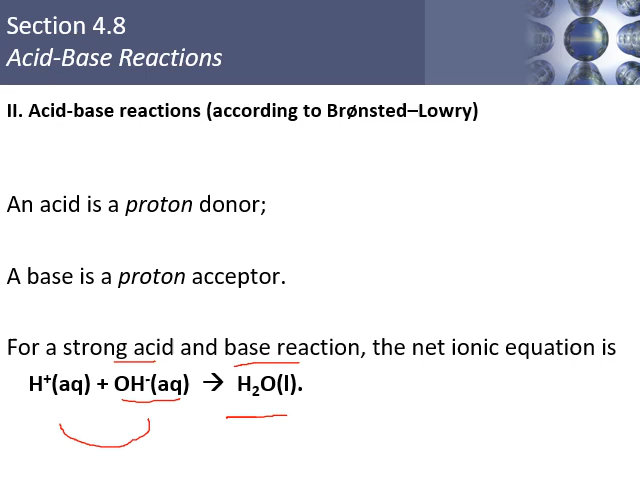 Section 4.8
Acid-Base Reactions
II. Acid-base reactions (according to Brønsted–Lowry)
An acid is a proton donor;
A base is a proton acceptor.
For a strong acid and base reaction, the net ionic equation is
H⁺(aq) + OH⁻(aq) → H₂O(l).